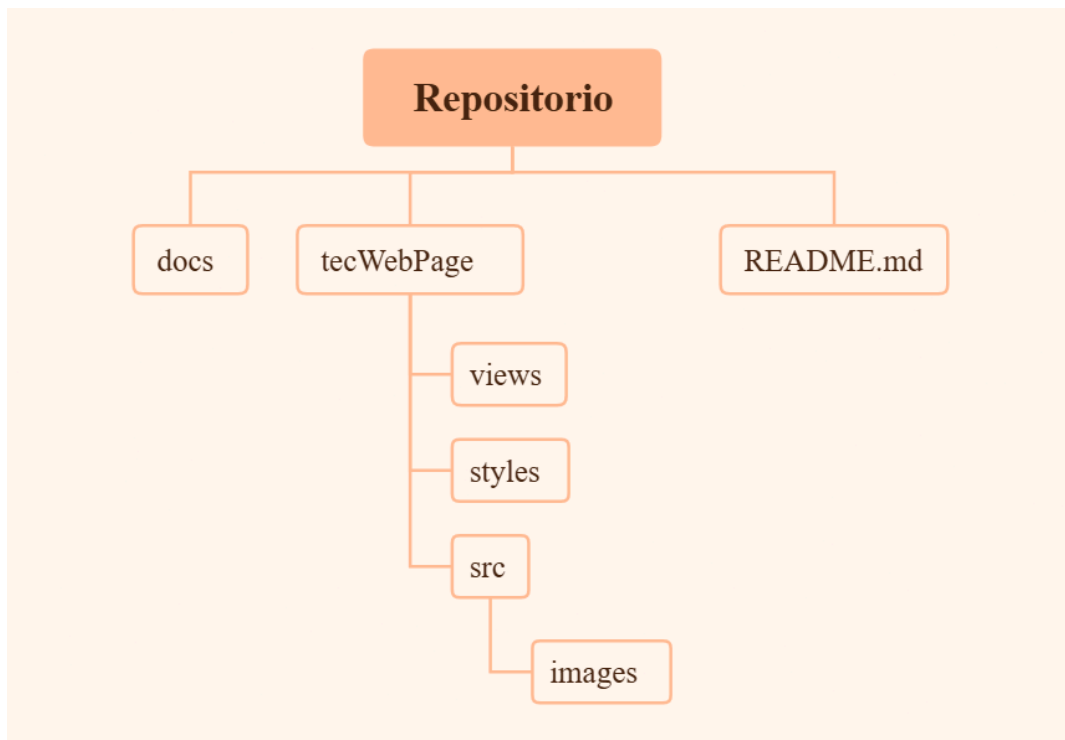 Repositorio
docs
tecWebPage
README.md
views
styles
src
images